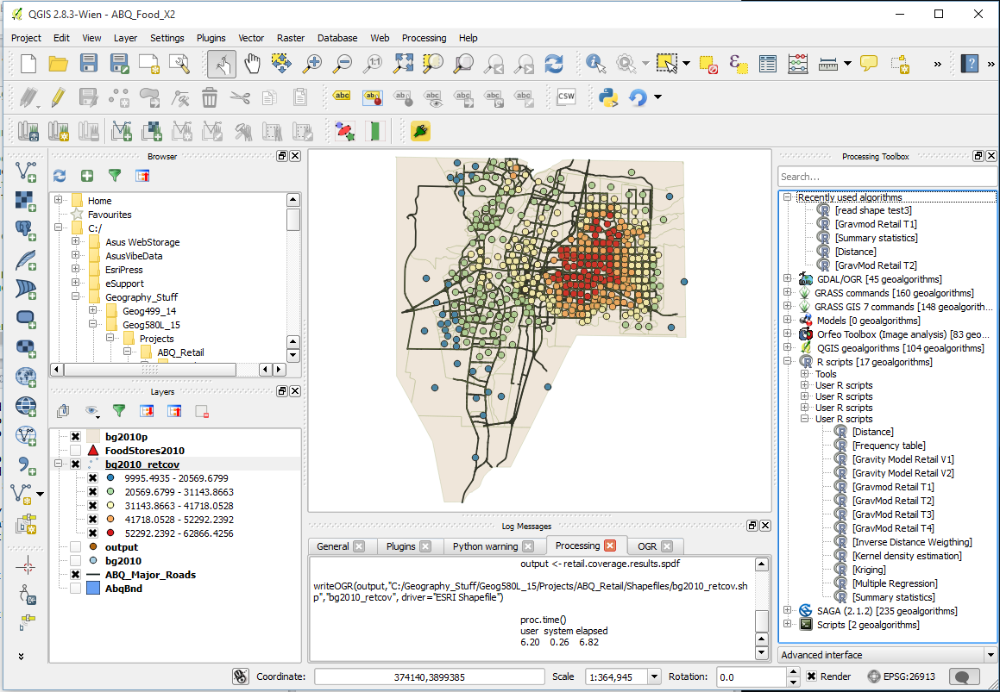 QGIS 2.8.3-Wien - ABQ_Food_X2
Project Edit View Layer Settings Plugins Vector Raster Database Web Processing Help
Browser
Home
Favourites
C:/
Asus WebStorage
AsusVibeData
EsriPress
eSupport
Geography_Stuff
Geog499_14
Geog580L_15
Projects
ABQ_Retail
Layers
bg2010p
FoodStores2010
bg2010_retcov
9995.4935 - 20569.6799
20569.6799 - 31143.8663
31143.8663 - 41718.0528
41718.0528 - 52292.2392
52292.2392 - 62866.4256
output
bg2010
ABQ_Major_Roads
AbqBnd
Log Messages
General Plugins Python warning Processing OGR
output <- retail.coverage.results.spdf
writeOGR(output,"C:/Geography_Stuff/Geog580L_15/Projects/ABQ_Retail/Shapefiles/bg2010_retcov.sh
p","bg2010_retcov", driver="ESRI Shapefile")
proc.time()
user system elapsed
6.20 0.26 6.82
Processing Toolbox
Search...
Recently used algorithms
[read shape test3]
[Gravmod Retail T1]
[Summary statistics]
[Distance]
[GravMod Retail T2]
GDAL/OGR [45 geoalgorithms]
GRASS commands [160 geoalgorithms]
GRASS GIS 7 commands [148 geoalgorith...
Models [0 geoalgorithms]
Orfeo Toolbox (Image analysis) [83 geo...
QGIS geoalgorithms [104 geoalgorithms]
R scripts [17 geoalgorithms]
Tools
User R scripts
User R scripts
User R scripts
User R scripts
[Distance]
[Frequency table]
[Gravity Model Retail V1]
[Gravity Model Retail V2]
[Gravmod Retail T1]
[GravMod Retail T2]
[GravMod Retail T3]
[GravMod Retail T4]
[Inverse Distance Weigthing]
[Kernel density estimation]
[Kriging]
[Multiple Regression]
[Summary statistics]
SAGA (2.1.2) [235 geoalgorithms]
Scripts [2 geoalgorithms]
Advanced interface
Coordinate: 374140,3899385 Scale 1:364,945 Rotation: 0.0 Render EPSG:26913